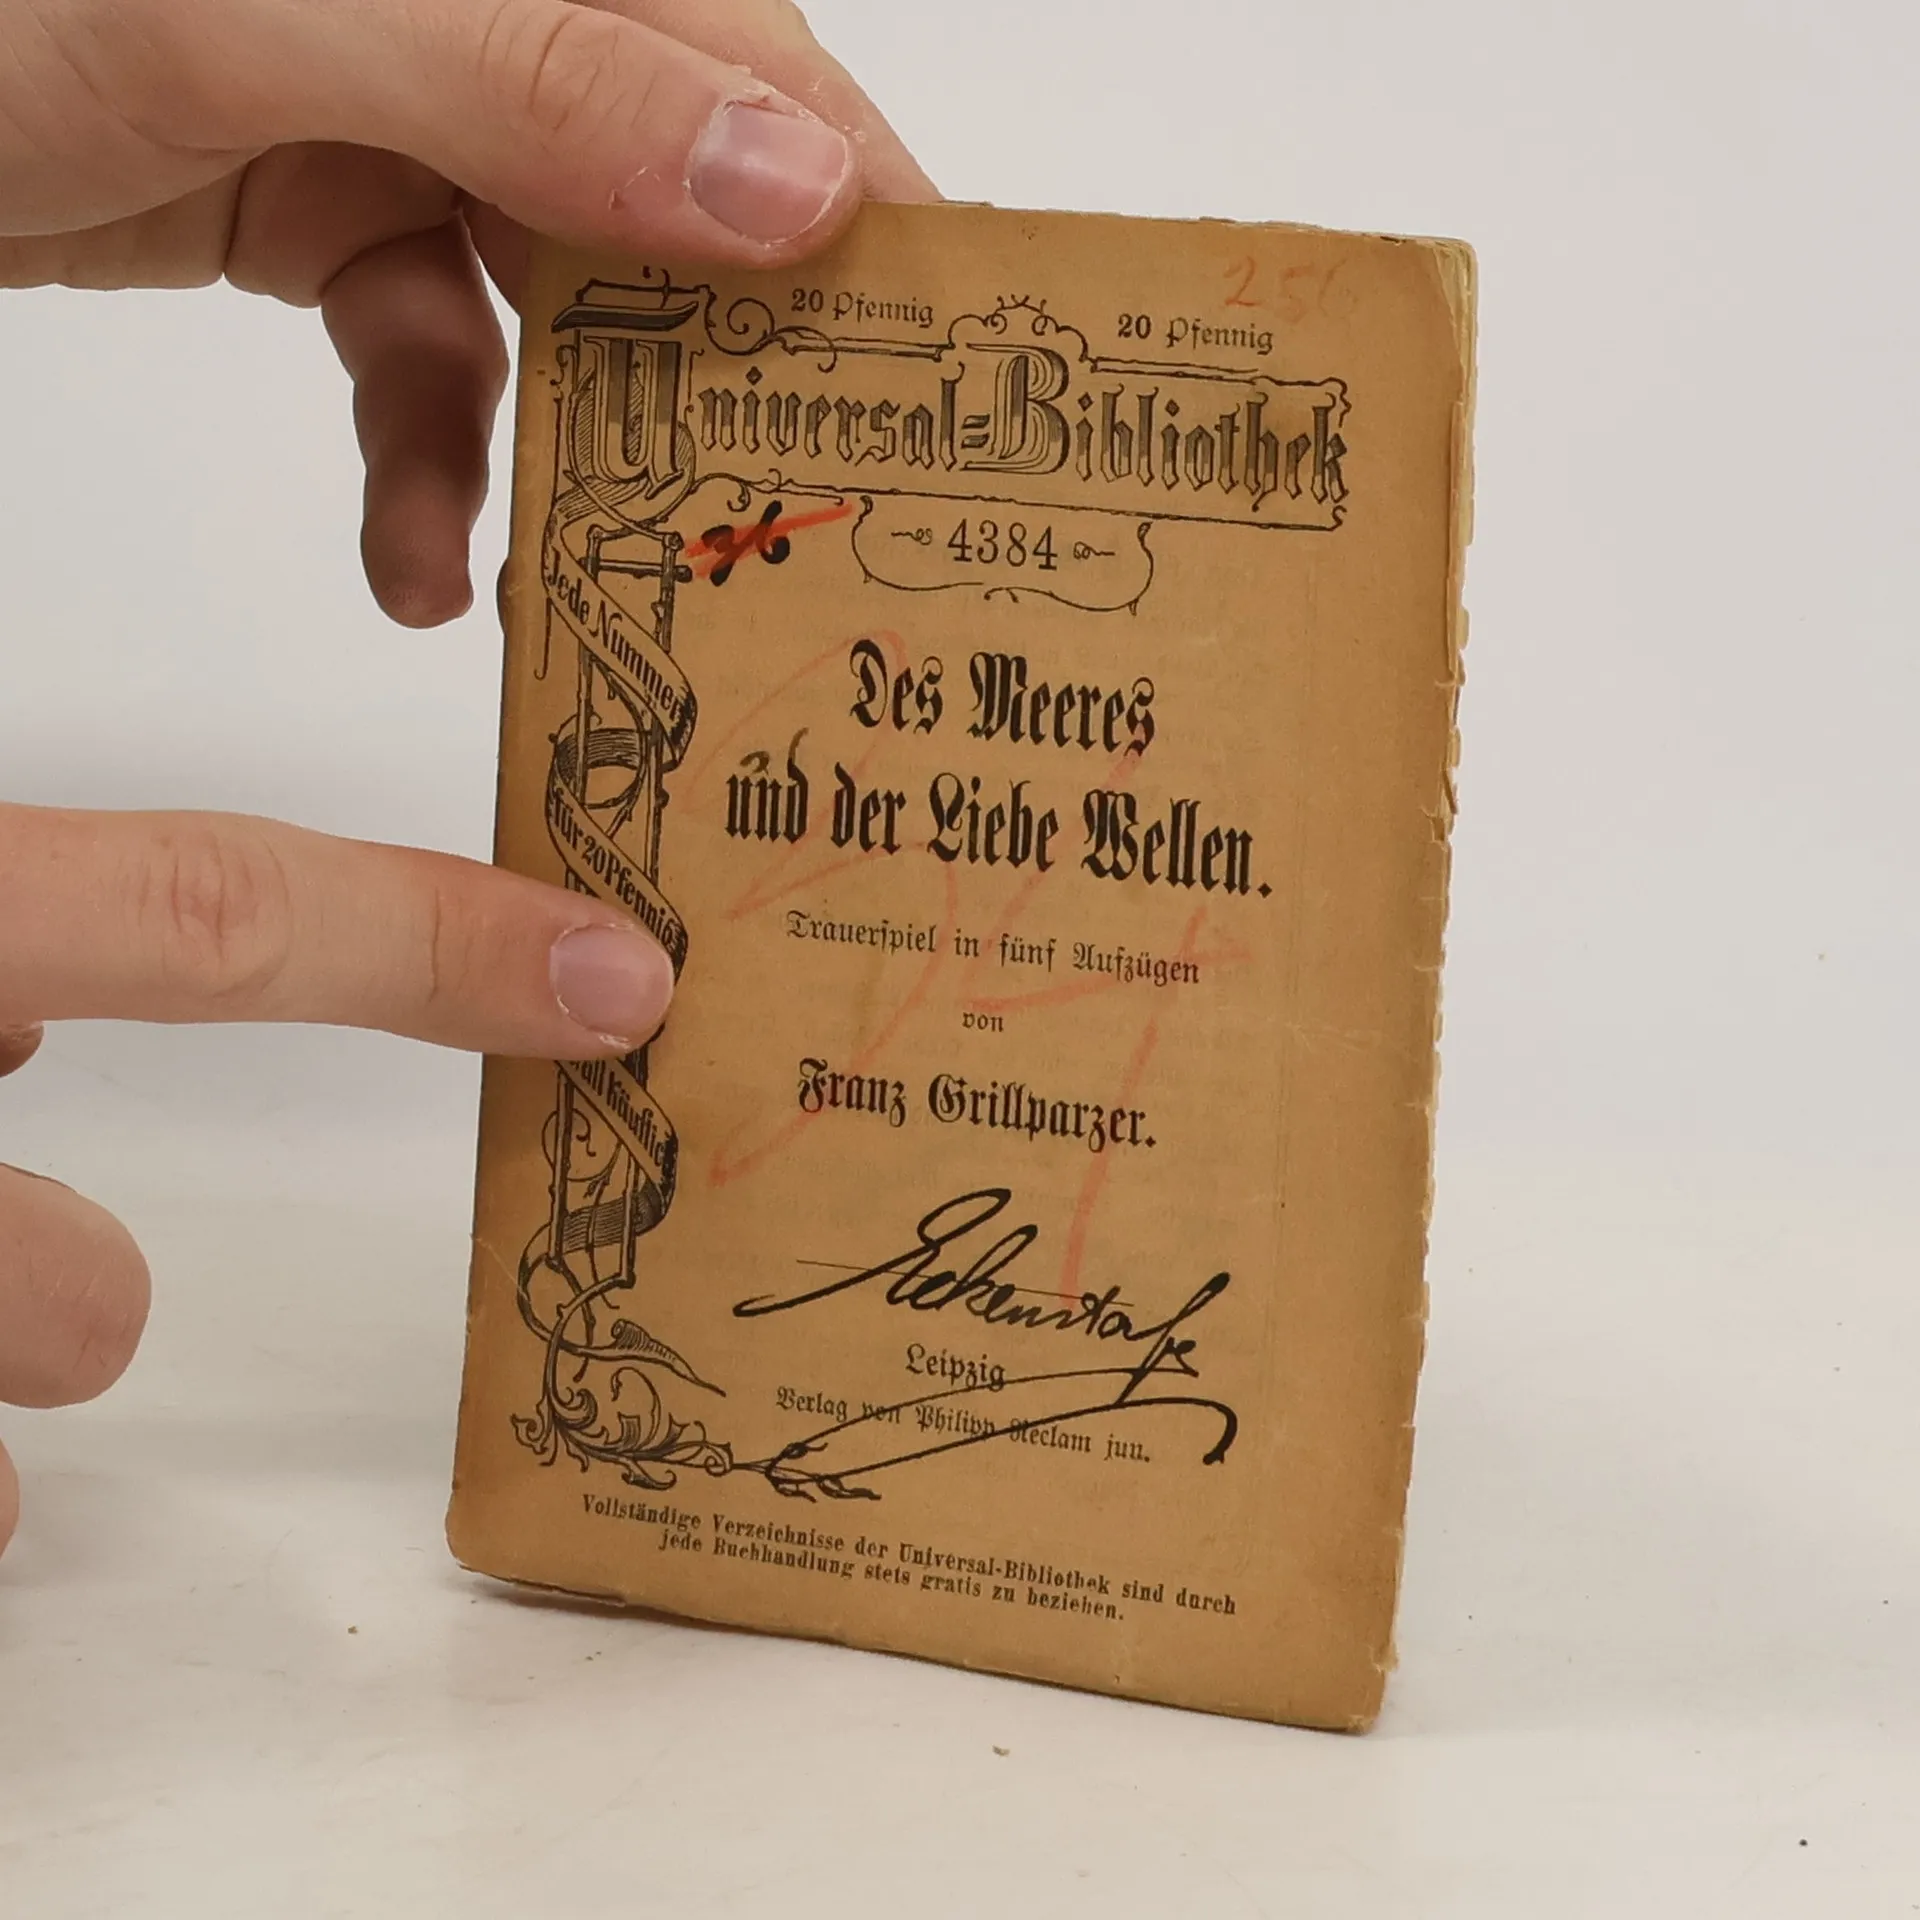 20 Pfennig 20 Pfennig
Universal-Bibliothek
4384
36
Jede Nummer
für 20 Pfennig
Des Meeres
und der Liebe Wellen.
Trauerspiel in fünf Aufzügen
von
Franz Grillparzer.
Leipzig
Verlag von Philipp Reclam jun.
Vollständige Verzeichnisse der Universal-Bibliothek sind durch
jede Buchhandlung stets gratis zu beziehen.